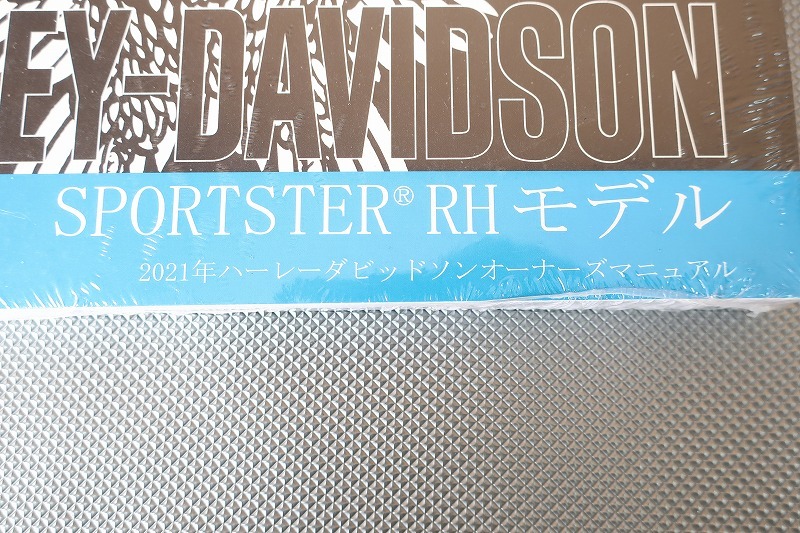 EY-DAVIDSON
SPORTSTER® RH モデル
2021年ハーレーダビッドソンオーナーズマニュアル